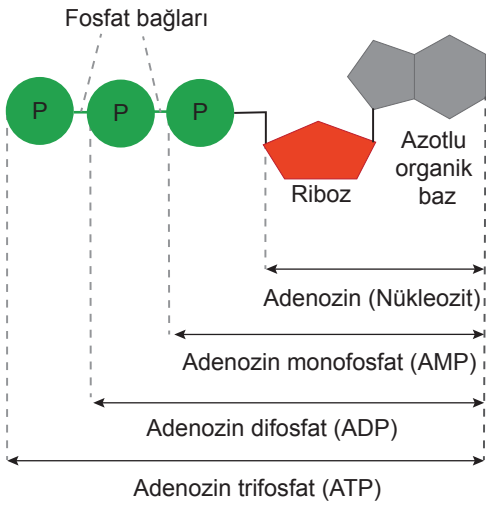 Fosfat bağları
P P P
Azotlu
organik
baz
Riboz
Adenozin (Nükleozit)
Adenozin monofosfat (AMP)
Adenozin difosfat (ADP)
Adenozin trifosfat (ATP)